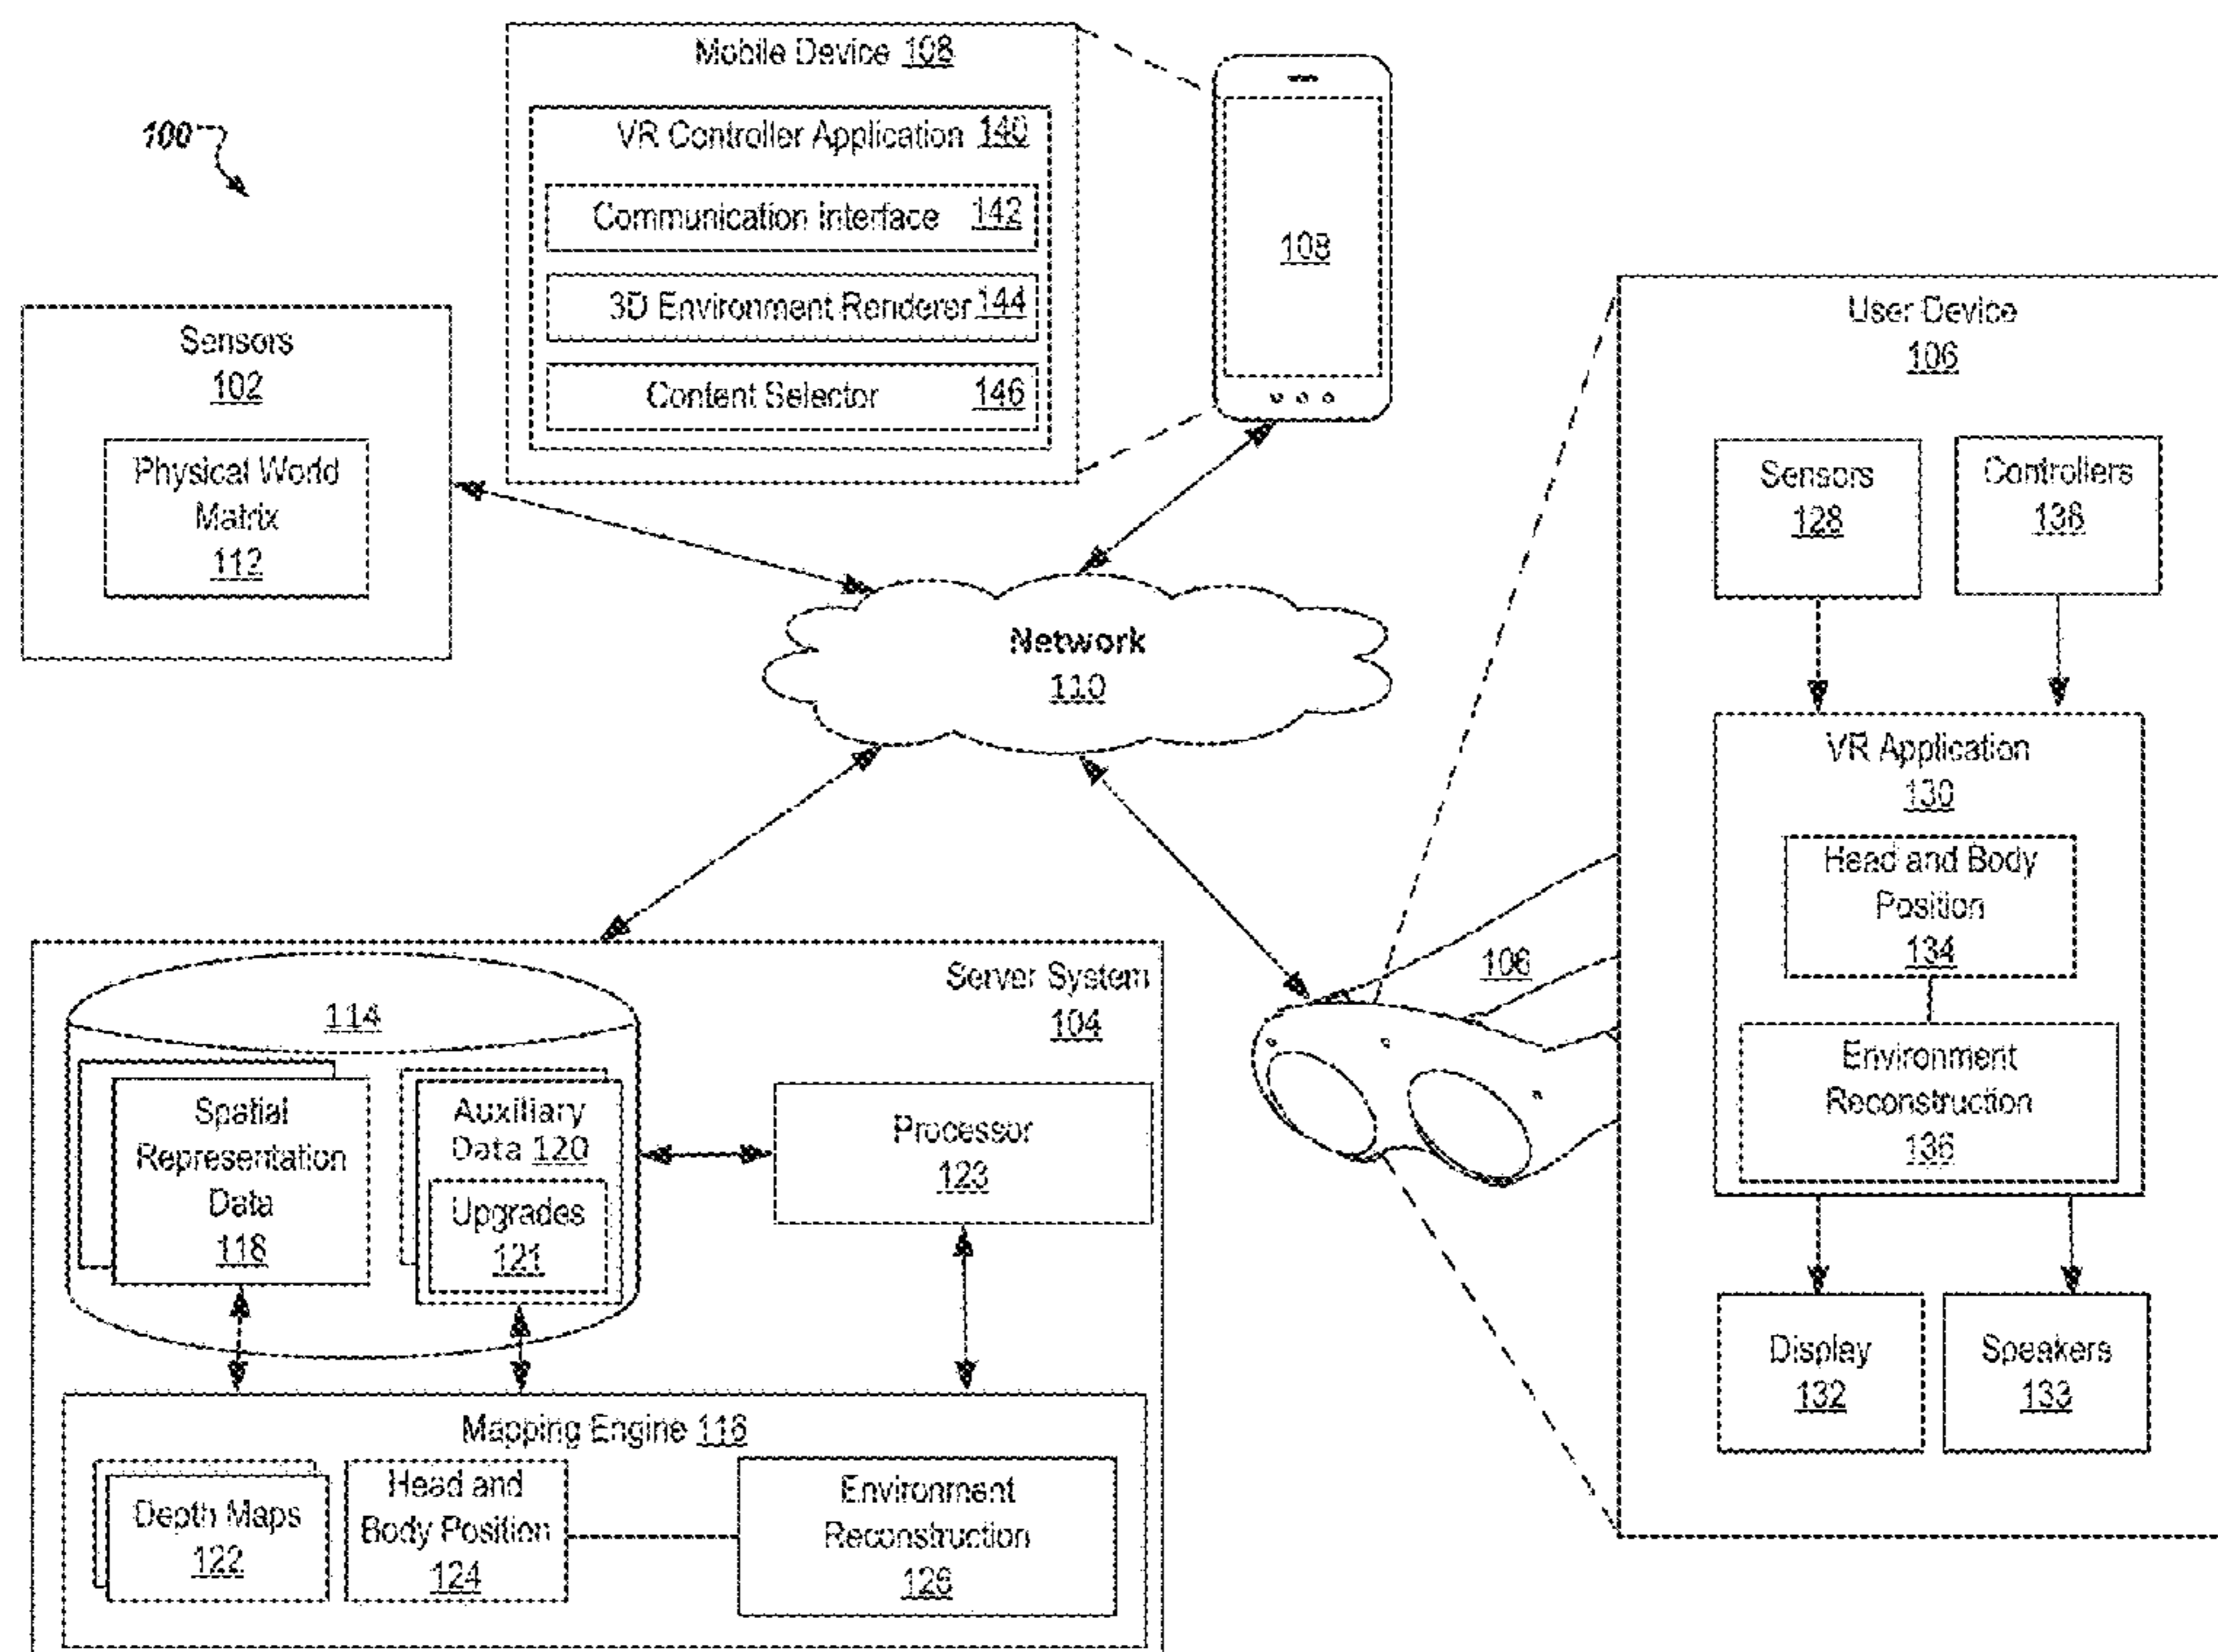 100
Mobile Device 108
VR Controller Application 140
Communication Interface 142
3D Environment Renderer 144
Content Selector 146
108
Sensors
102
Physical World
Matrix
112
Network
110
User Device
106
Sensors
128
Controllers
138
VR Application
130
Head and Body
Position
134
Environment
Reconstruction
136
Display
132
Speakers
133
106
Server System
104
114
Spatial
Representation
Data
118
Auxiliary
Data 120
Upgrades
121
Processor
123
Mapping Engine 116
Depth Maps
122
Head and
Body Position
124
Environment
Reconstruction
126